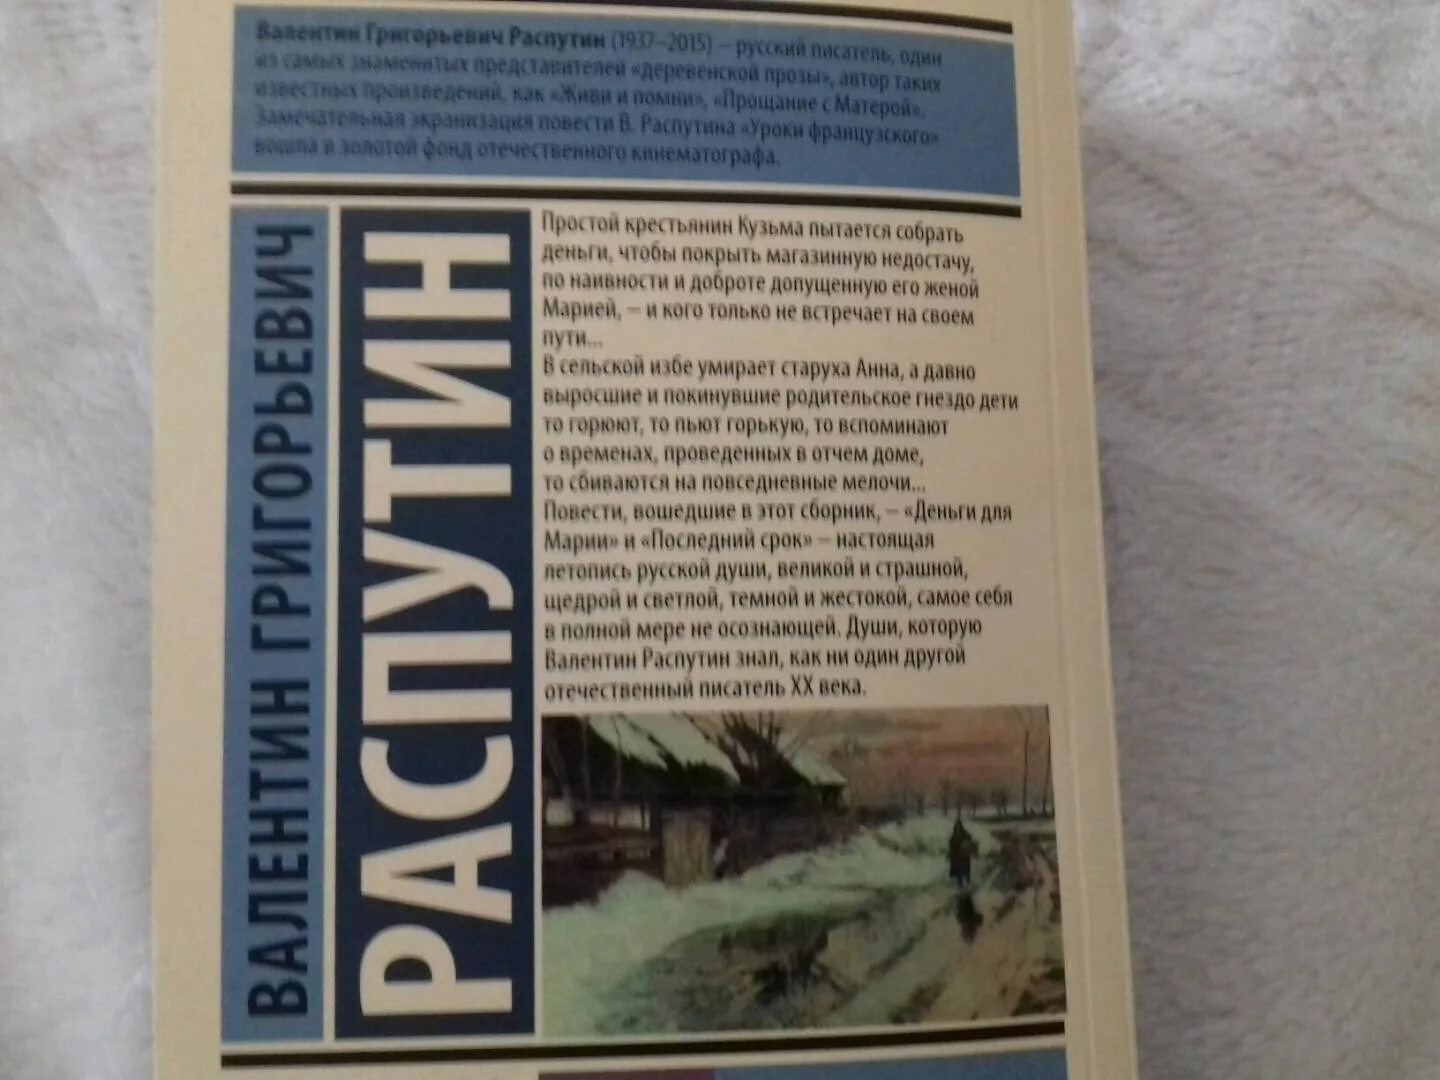 Валентин Григорьевич Распутин (1937–2015) – русский писатель, один
из самых знаменитых представителей «деревенской прозы», автор таких
известных произведений, как «Живи и помни», «Прощание с Матерой».
Замечательная экранизация повести В. Распутина «Уроки французского»
вошла в золотой фонд отечественного кинематографа.
ВАЛЕНТИН ГРИГОРЬЕВИЧ
РАСПУТИН
Простой крестьянин Кузьма пытается собрать
деньги, чтобы покрыть магазинную недостачу,
по наивности и доброте допущенную его женой
Марией, – и кого только не встречает на своем
пути...
В сельской избе умирает старуха Анна, а давно
выросшие и покинувшие родительское гнездо дети
то горюют, то пьют горькую, то вспоминают
о временах, проведенных в отчем доме,
то сбиваются на повседневные мелочи...
Повести, вошедшие в этот сборник, – «Деньги для
Марии» и «Последний срок» – настоящая
летопись русской души, великой и страшной,
щедрой и светлой, темной и жестокой, самое себя
в полной мере не осознающей. Души, которую
Валентин Распутин знал, как ни один другой
отечественный писатель XX века.